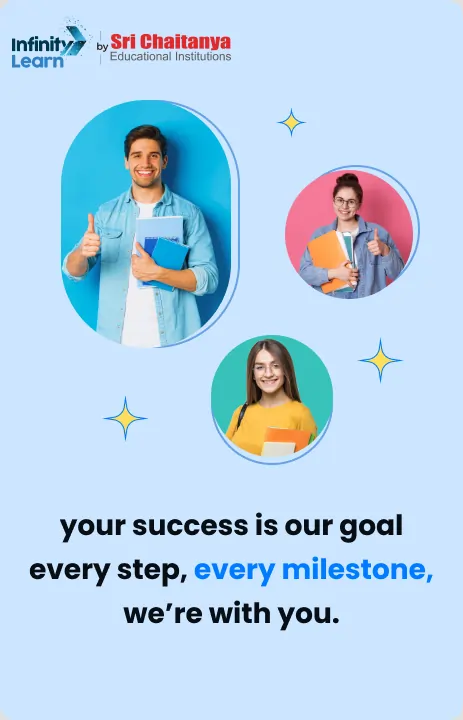 Infinity
Learn
by Sri Chaitanya
Educational Institutions
your success is our goal
every step, every milestone,
we're with you.